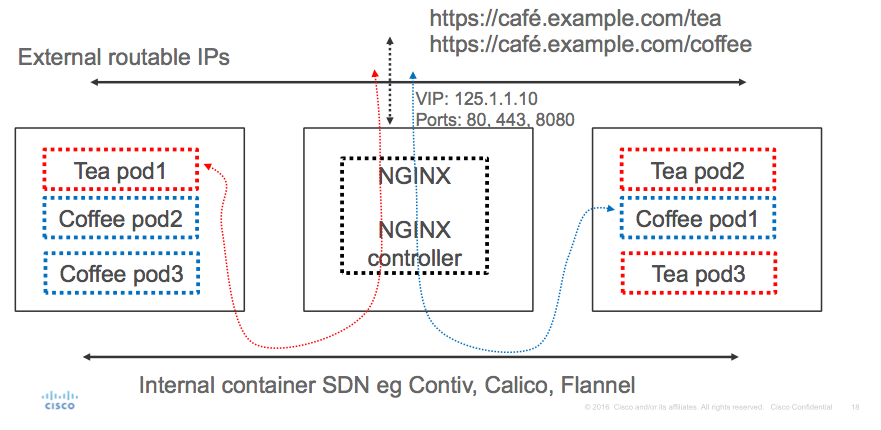 https://café.example.com/tea
https://café.example.com/coffee
External routable IPs
VIP: 125.1.1.10
Ports: 80, 443, 8080
Tea pod1
Coffee pod2
Coffee pod3
NGINX
NGINX
controller
Tea pod2
Coffee pod1
Tea pod3
Internal container SDN eg Contiv, Calico, Flannel
CISCO
© 2016 Cisco and/or its affiliates. All rights reserved. Cisco Confidential 18